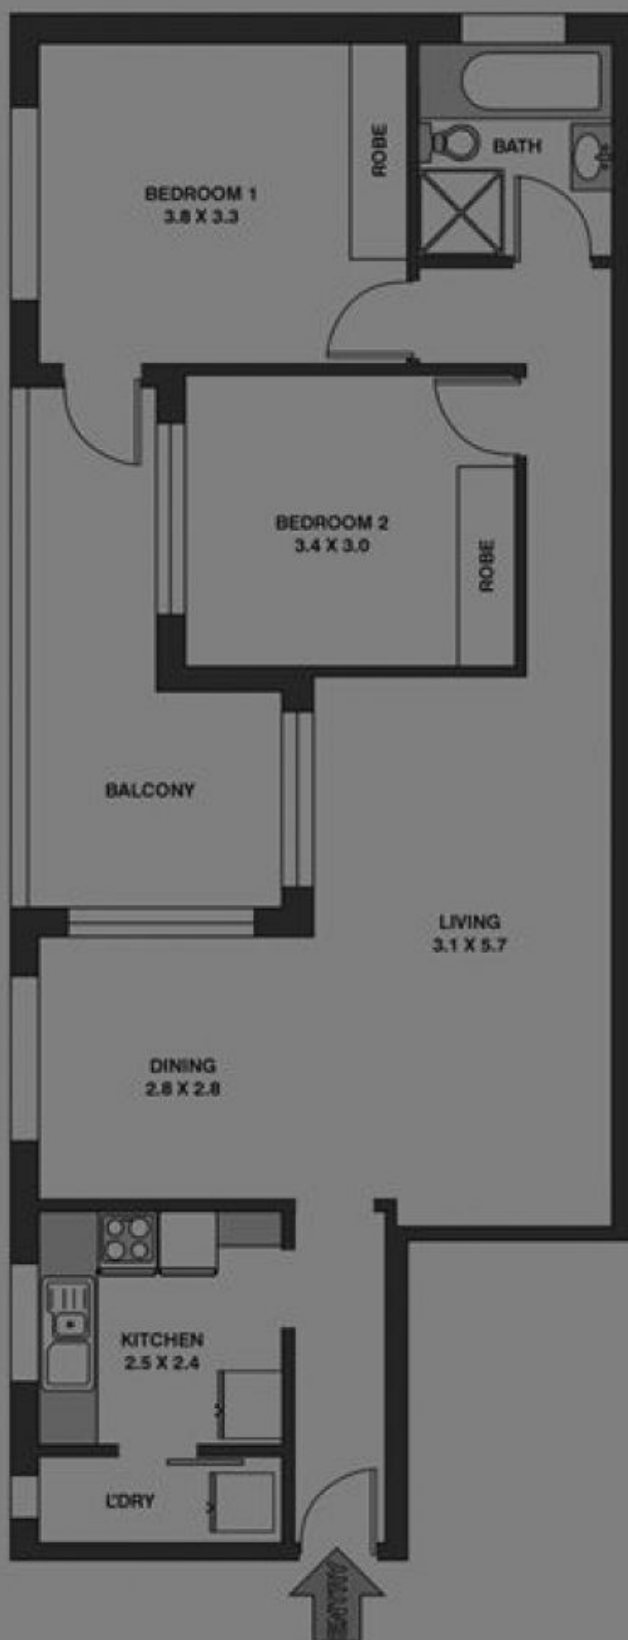 BATH
ROBE
BEDROOM 1
3.8 X 3.3
BEDROOM 2
3.4 X 3.0
ROBE
BALCONY
LIVING
3.1 X 5.7
DINING
2.8 X 2.8
KITCHEN
2.5 X 2.4
L'DRY